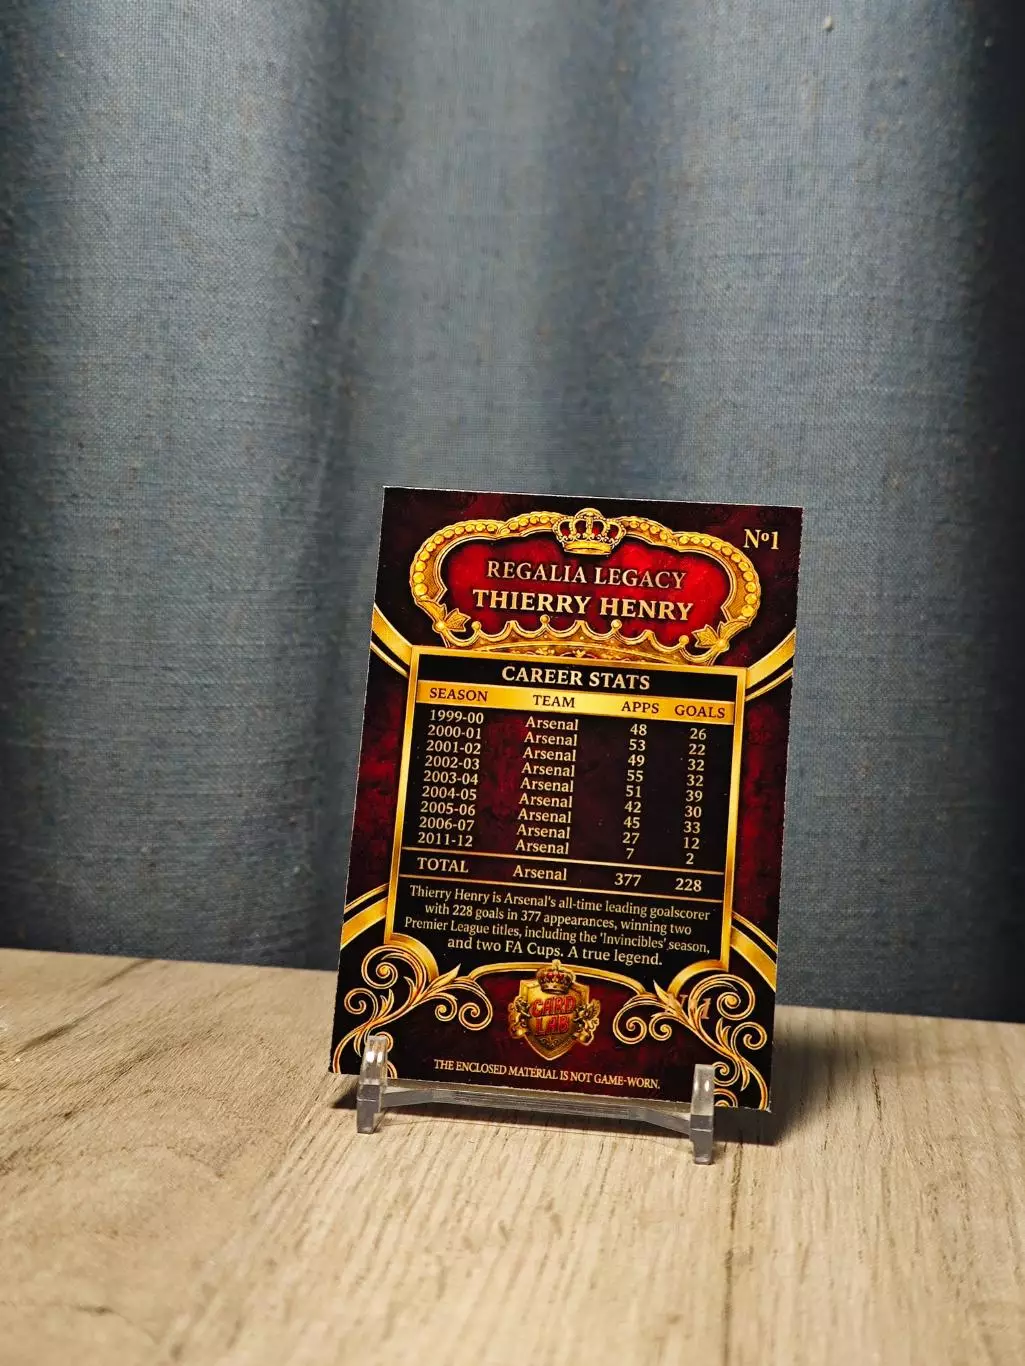 Nº1
REGALIA LEGACY
THIERRY HENRY
CAREER STATS
SEASON TEAM APPS GOALS
1999-00 Arsenal 48 26
2000-01 Arsenal 53 22
2001-02 Arsenal 49 32
2002-03 Arsenal 55 32
2003-04 Arsenal 51 39
2004-05 Arsenal 42 30
2005-06 Arsenal 45 33
2006-07 Arsenal 27 12
2011-12 Arsenal 7 2
TOTAL Arsenal 377 228
Thierry Henry is Arsenal's all-time leading goalscorer
with 228 goals in 377 appearances, winning two
Premier League titles, including the 'Invincibles' season,
and two FA Cups. A true legend.
CARD
LAB
THE ENCLOSED MATERIAL IS NOT GAME-WORN.